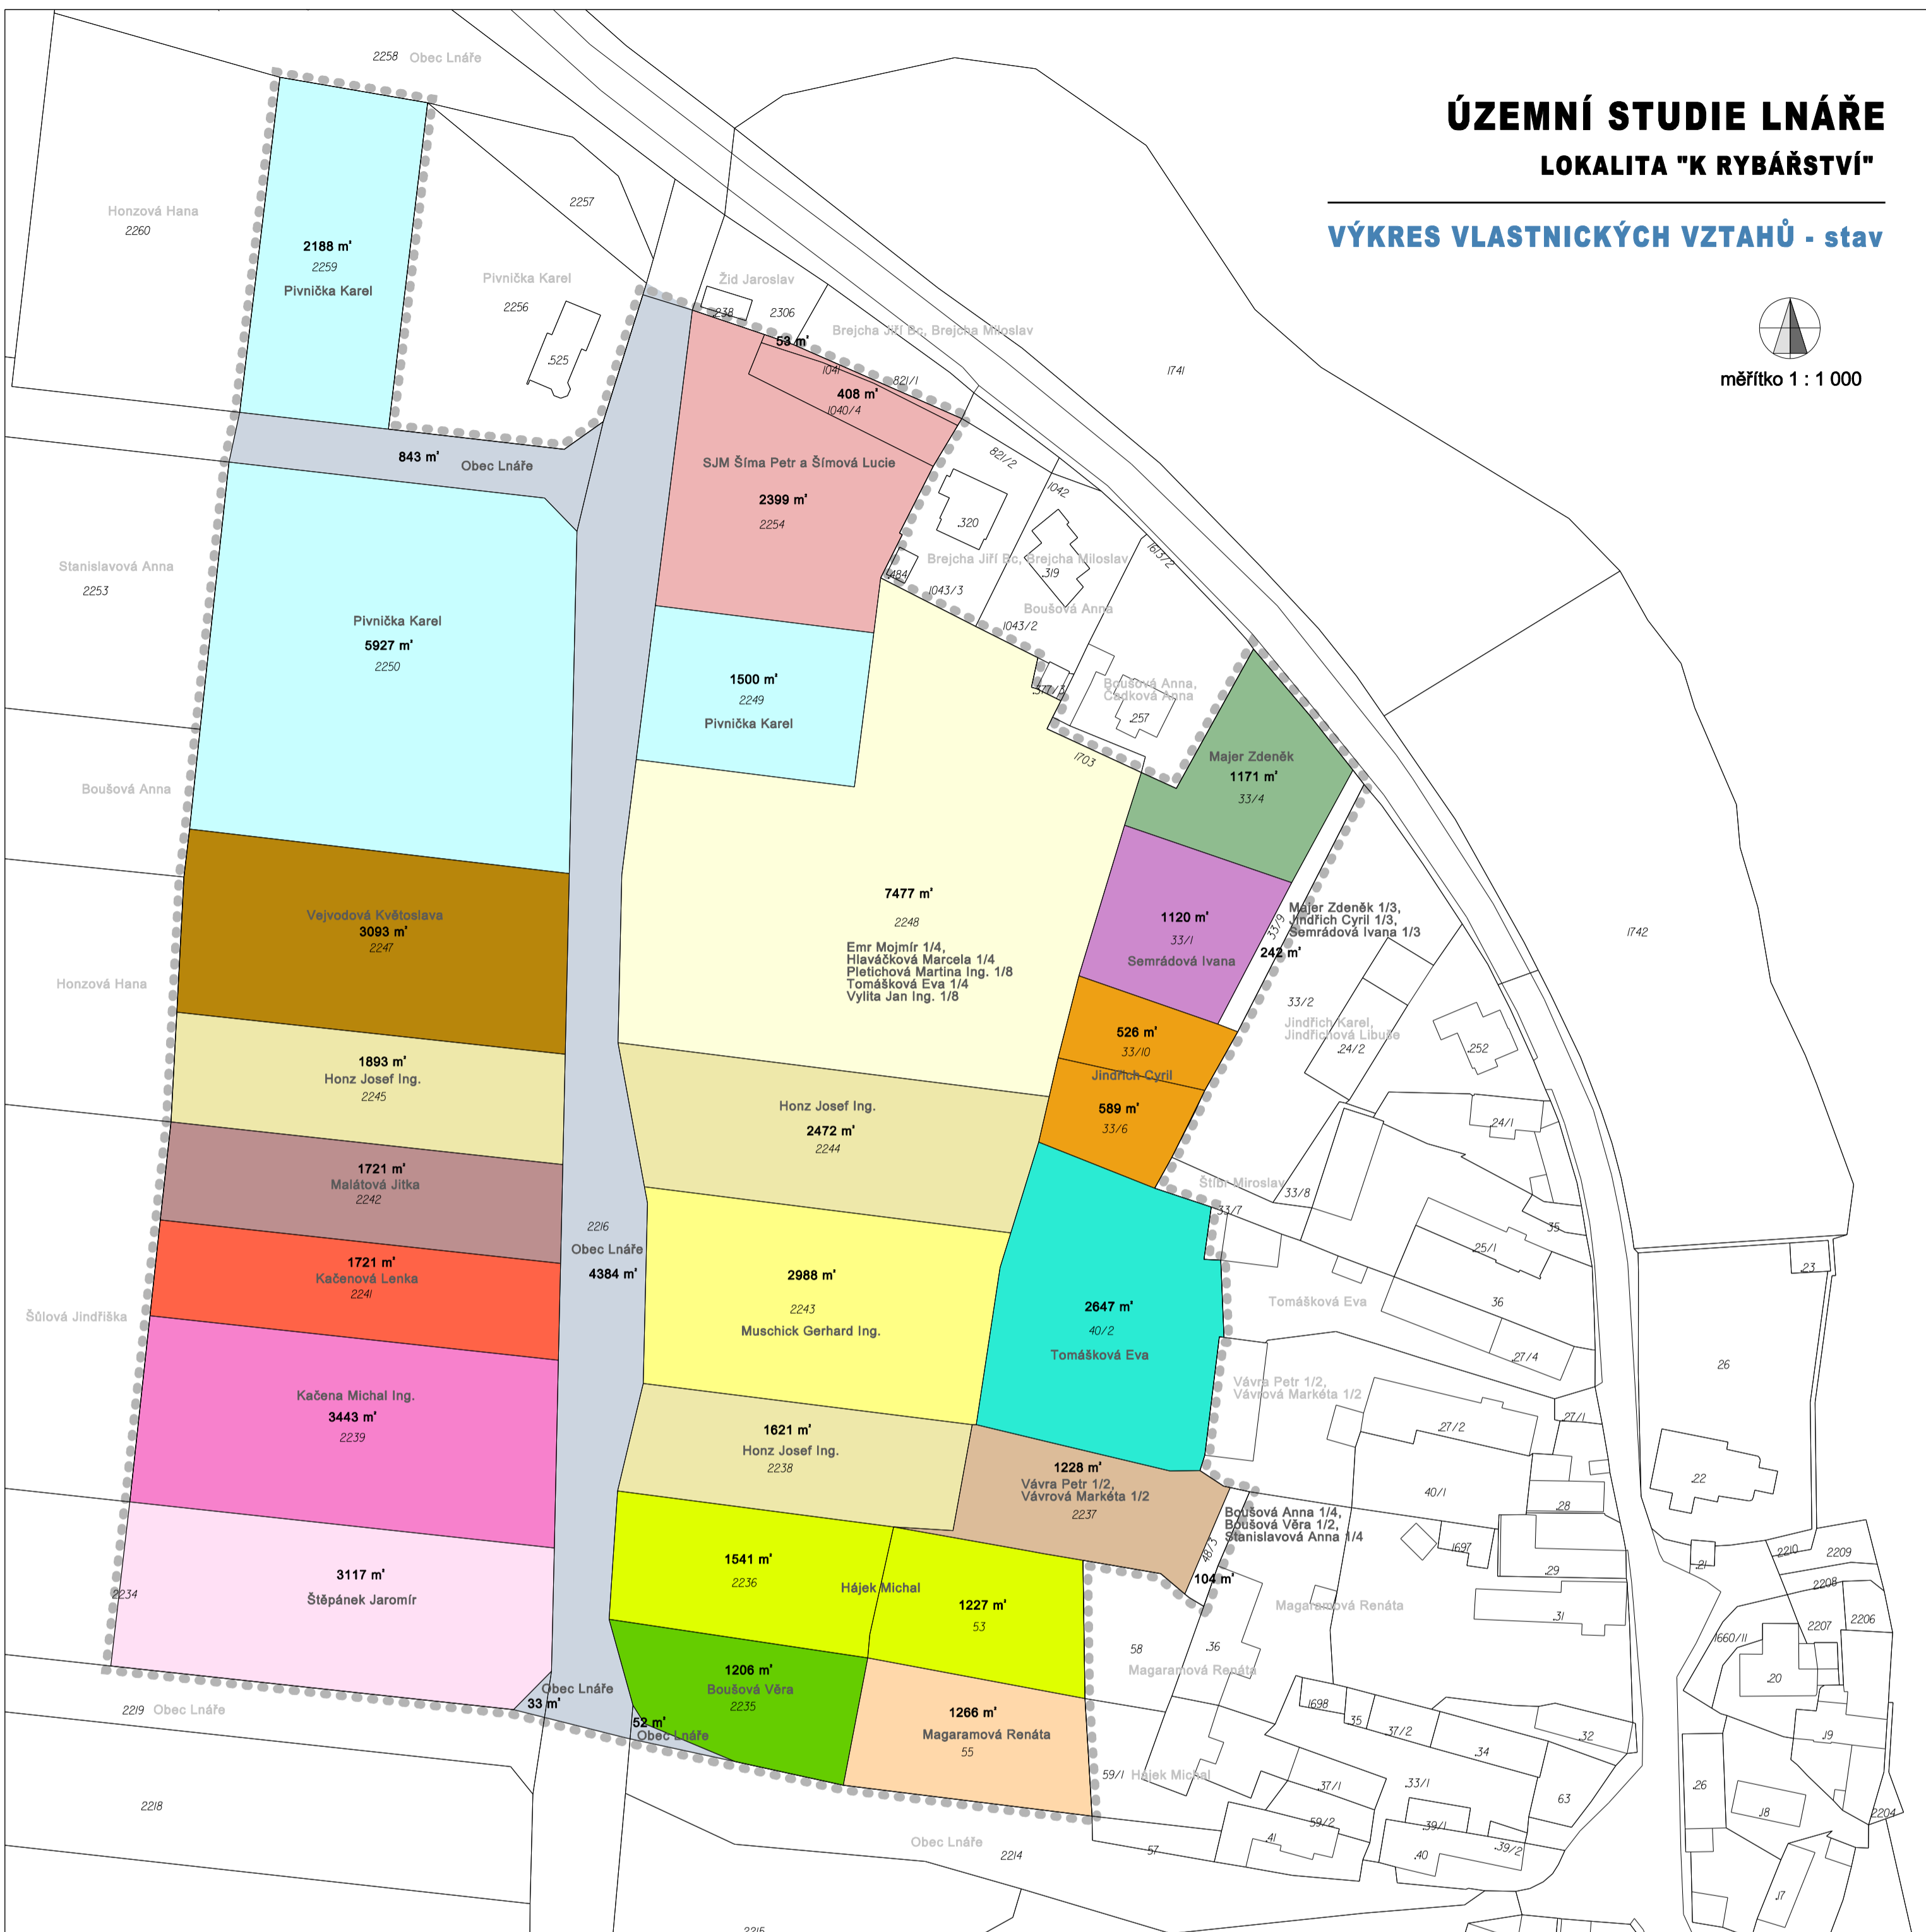 ÚZEMNÍ STUDIE LNÁŘE
LOKALITA "K RYBÁŘSTVÍ"
VÝKRES VLASTNICKÝCH VZTAHŮ - stav
měřítko 1 : 1 000
2258 Obec Lnáře
Honzová Hana
2260
2188 m²
2259
Pivnička Karel
2257
Pivnička Karel
2256
.525
Žid Jaroslav
2306
Brejcha Jiří Bc, Brejcha Miloslav
53 m²
1041
821/1
408 m²
1040/4
1741
843 m²
Obec Lnáře
SJM Šíma Petr a Šímová Lucie
2399 m²
2254
821/2
1042
.320
1613/2
Brejcha Jiří Bc, Brejcha Miloslav
.319
.484
1043/3
Boušová Anna
1043/2
Stanislavová Anna
2253
Pivnička Karel
5927 m²
2250
1500 m²
2249
Pivnička Karel
.377/3
Boušová Anna,
Čadková Anna
.257
1703
Majer Zdeněk
1171 m²
33/4
Boušová Anna
Vejvodová Květoslava
3093 m²
2247
7477 m²
2248
Emr Mojmír 1/4,
Hlaváčková Marcela 1/4
Pletichová Martina Ing. 1/8
Tomášková Eva 1/4
Vylita Jan Ing. 1/8
1120 m²
33/1
Semrádová Ivana
33/9
Majer Zdeněk 1/3,
Jindřich Cyril 1/3,
Semrádová Ivana 1/3
242 m²
1742
Honzová Hana
33/2
Jindřich Karel,
Jindřichová Libuše
.24/2
.252
526 m²
33/10
Jindřich Cyril
589 m²
33/6
1893 m²
Honz Josef Ing.
2245
Honz Josef Ing.
2472 m²
2244
.24/1
1721 m²
Malátová Jitka
2242
Štíbr Miroslav
33/8
33/7
35
2216
Obec Lnáře
4384 m²
1721 m²
Kačenová Lenka
2241
2988 m²
2243
Muschick Gerhard Ing.
2647 m²
40/2
Tomášková Eva
.25/1
.23
Tomášková Eva
36
Šůlová Jindřiška
26
.27/4
Kačena Michal Ing.
3443 m²
2239
Vávra Petr 1/2,
Vávrová Markéta 1/2
.27/2
.27/1
1621 m²
Honz Josef Ing.
2238
1228 m²
Vávra Petr 1/2,
Vávrová Markéta 1/2
2237
40/1
.28
.22
Boušová Anna 1/4,
Boušová Věra 1/2,
Stanislavová Anna 1/4
48/3
104 m²
1697
.29
.21
2210
2209
2208
3117 m²
Štěpánek Jaromír
2234
1541 m²
2236
Hájek Michal
1227 m²
53
Magaramová Renáta
.31
2207
2206
1660/11
58
.36
Magaramová Renáta
.20
1206 m²
Boušová Věra
2235
Obec Lnáře
33 m²
52 m²
Obec Lnáře
1266 m²
Magaramová Renáta
55
1698
.35
.37/2
.34
.32
.19
2219 Obec Lnáře
59/1 Hájek Michal
.37/1
.33/1
63
.26
.18
2204
2218
59/2
.39/1
.39/2
.41
.40
57
Obec Lnáře
2214
.17
2215